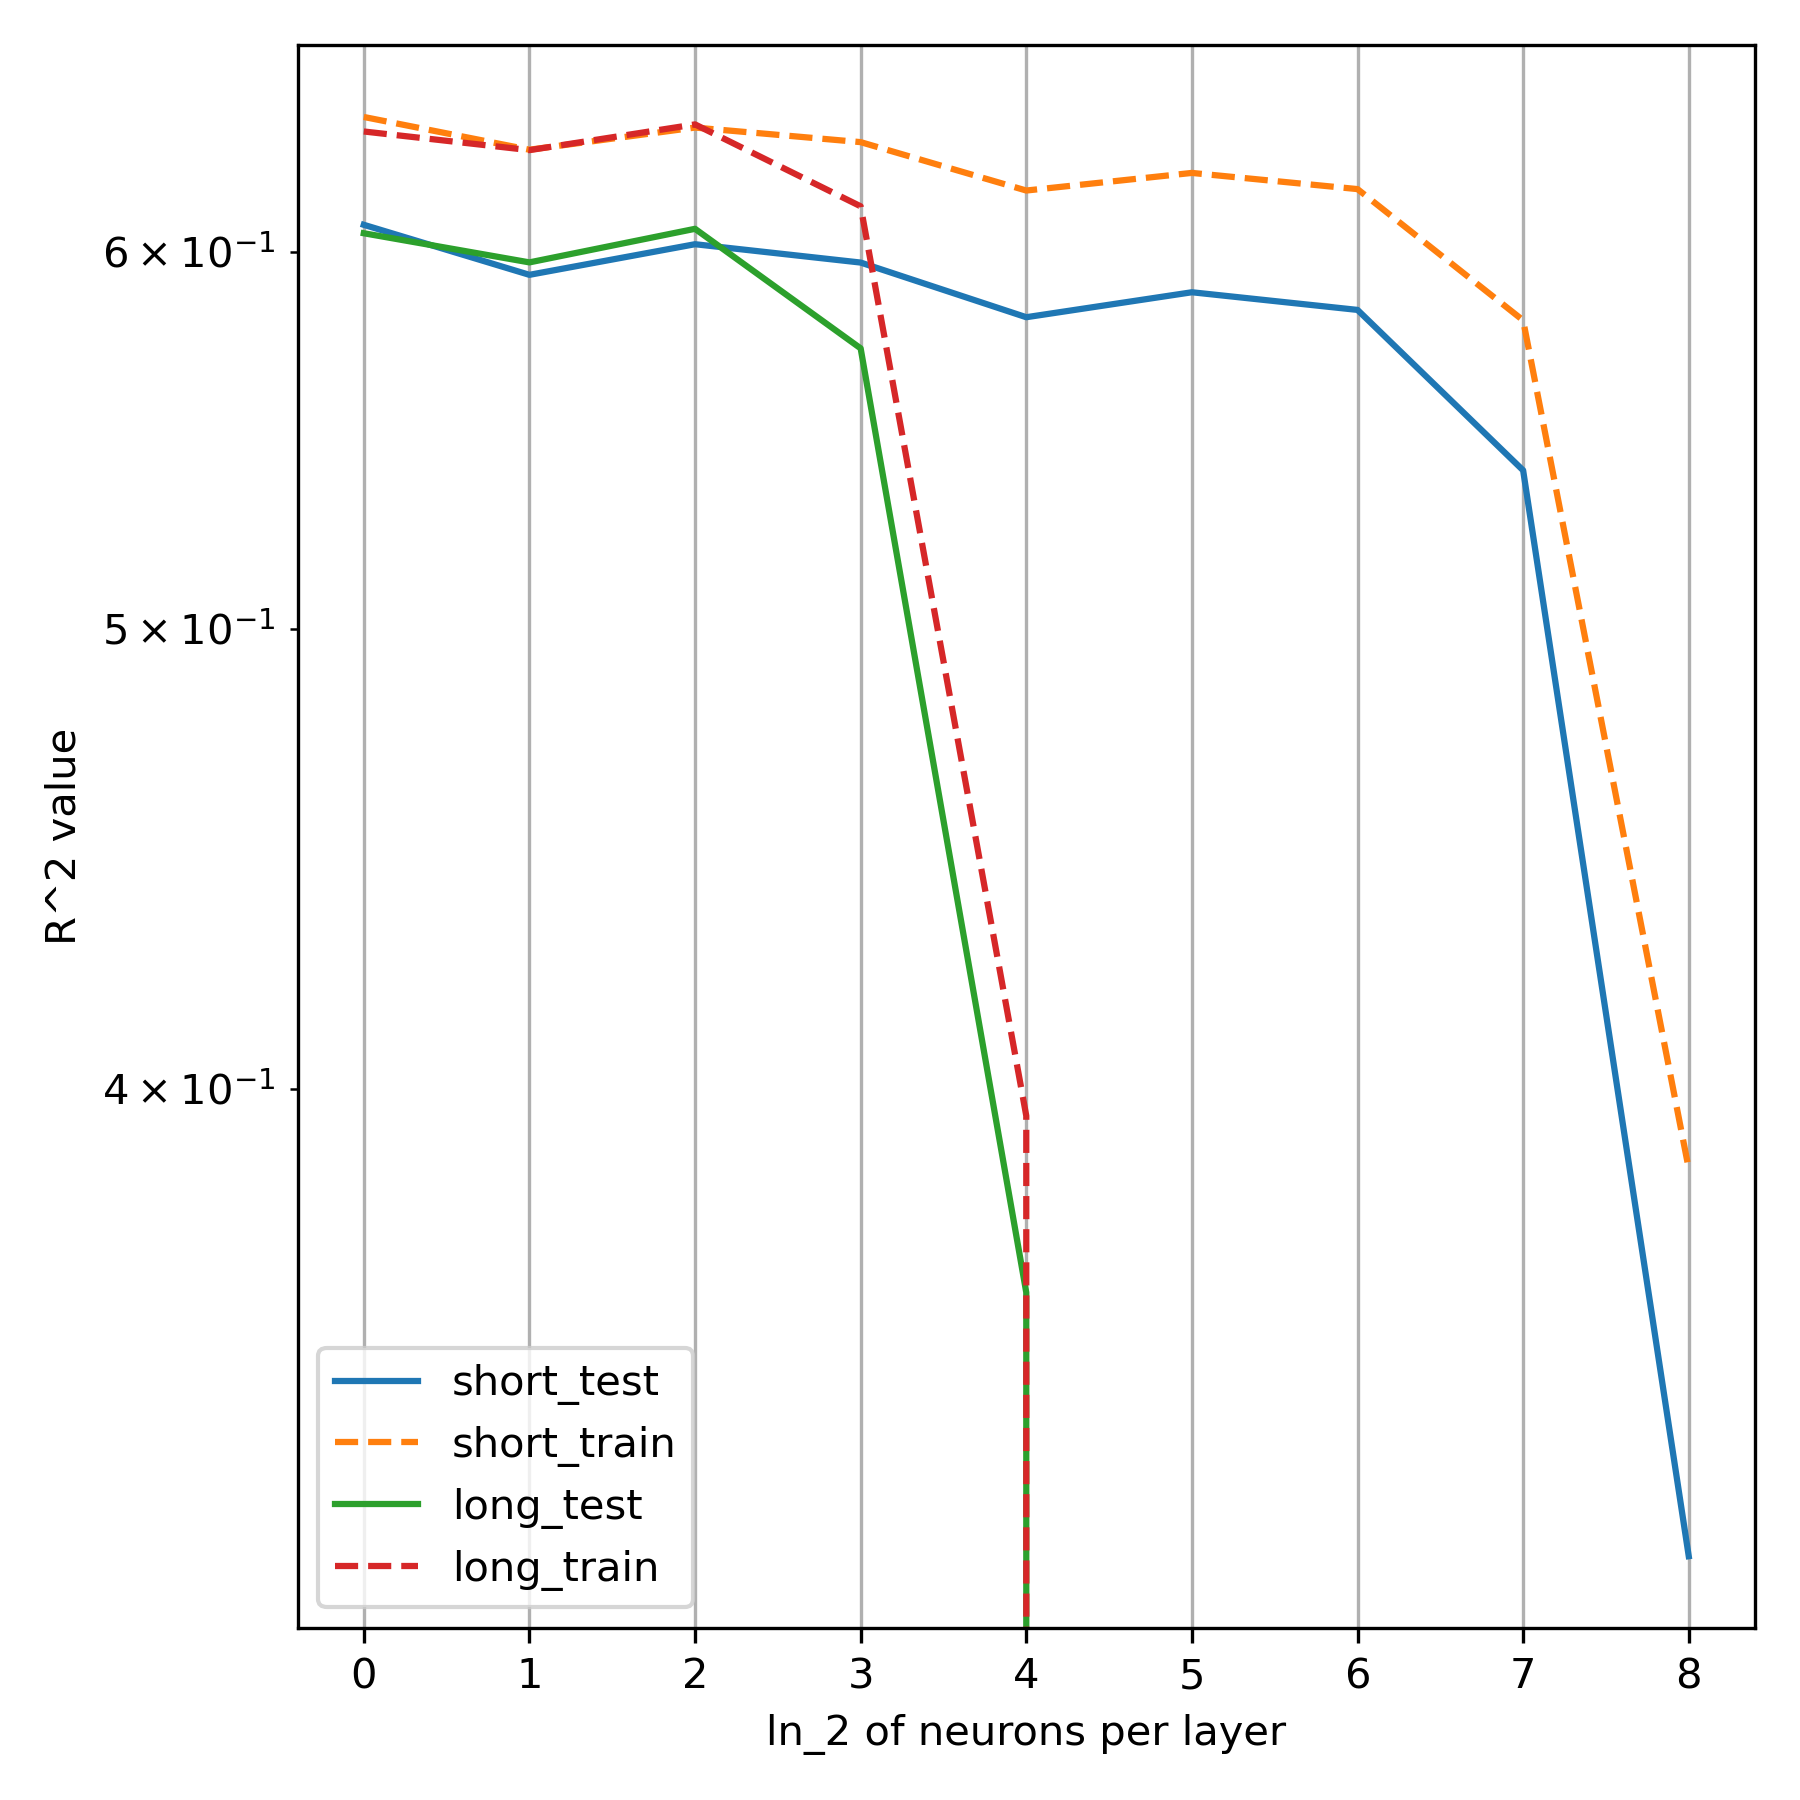 6 × 10⁻¹
5 × 10⁻¹
4 × 10⁻¹
R^2 value
short_test
short_train
long_test
long_train
0 1 2 3 4 5 6 7 8
ln_2 of neurons per layer